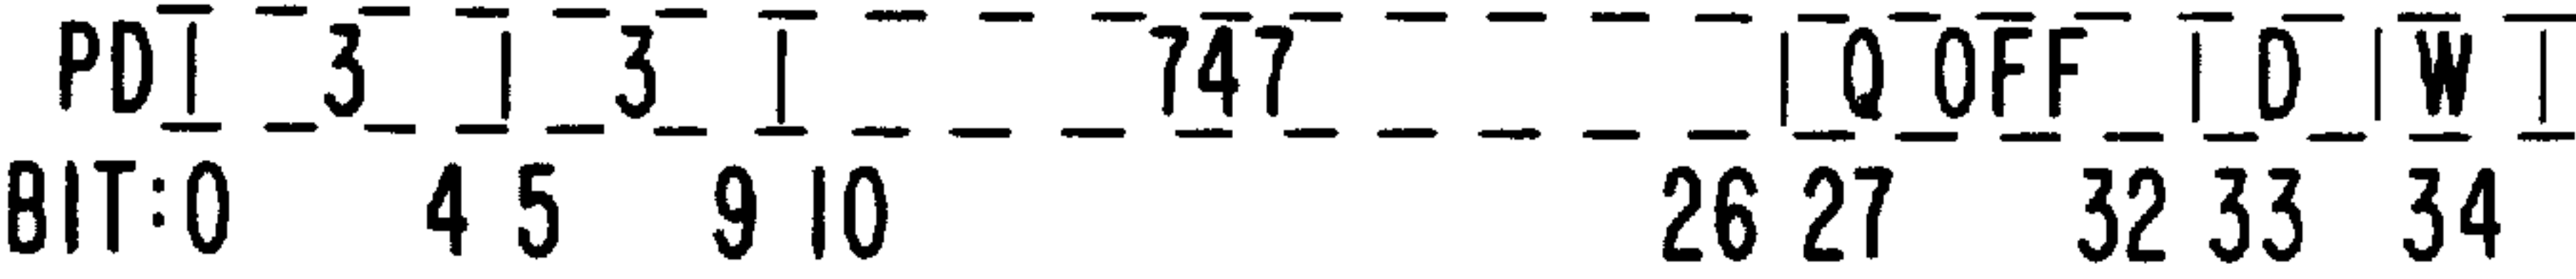 PD| 3 | 3 | 747 | Q OFF | D | W |
BIT:0 4 5 9 10 26 27 32 33 34